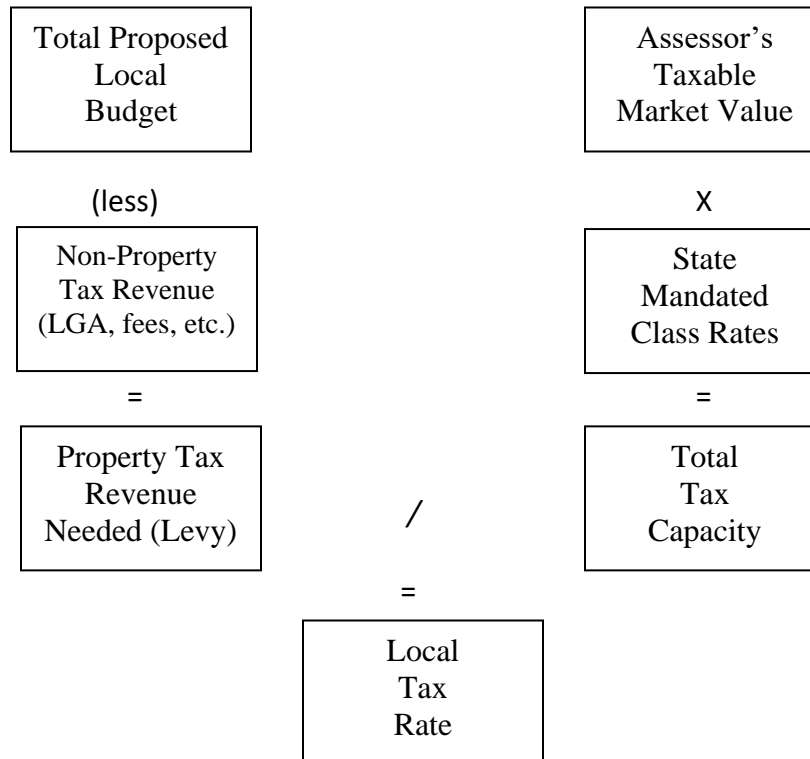 Total Proposed
Local
Budget
Assessor’s
Taxable
Market Value
(less)
X
Non-Property
Tax Revenue
(LGA, fees, etc.)
State
Mandated
Class Rates
=
=
Property Tax
Revenue
Needed (Levy)
/
Total
Tax
Capacity
=
Local
Tax
Rate